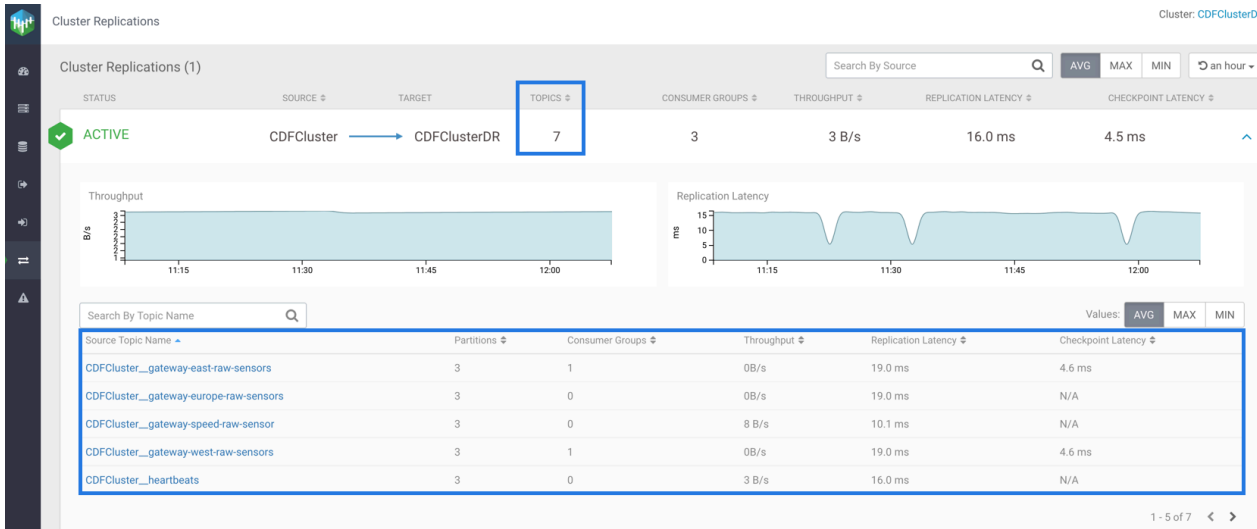 Cluster Replications
Cluster: CDFClusterD
Cluster Replications (1)
Search By Source
AVG MAX MIN
an hour
STATUS SOURCE TARGET TOPICS CONSUMER GROUPS THROUGHPUT REPLICATION LATENCY CHECKPOINT LATENCY
ACTIVE CDFCluster CDFClusterDR 7 3 3 B/s 16.0 ms 4.5 ms
Throughput
B/s
3
2
2
2
2
1
11:15 11:30 11:45 12:00
Replication Latency
ms
15
10
5
0
11:15 11:30 11:45 12:00
Search By Topic Name
Values: AVG MAX MIN
Source Topic Name Partitions Consumer Groups Throughput Replication Latency Checkpoint Latency
CDFCluster__gateway-east-raw-sensors 3 1 0B/s 19.0 ms 4.6 ms
CDFCluster__gateway-europe-raw-sensors 3 0 0B/s 19.0 ms N/A
CDFCluster__gateway-speed-raw-sensor 3 0 8 B/s 10.1 ms N/A
CDFCluster__gateway-west-raw-sensors 3 1 0B/s 19.0 ms 4.6 ms
CDFCluster__heartbeats 3 0 3 B/s 16.0 ms N/A
1 - 5 of 7